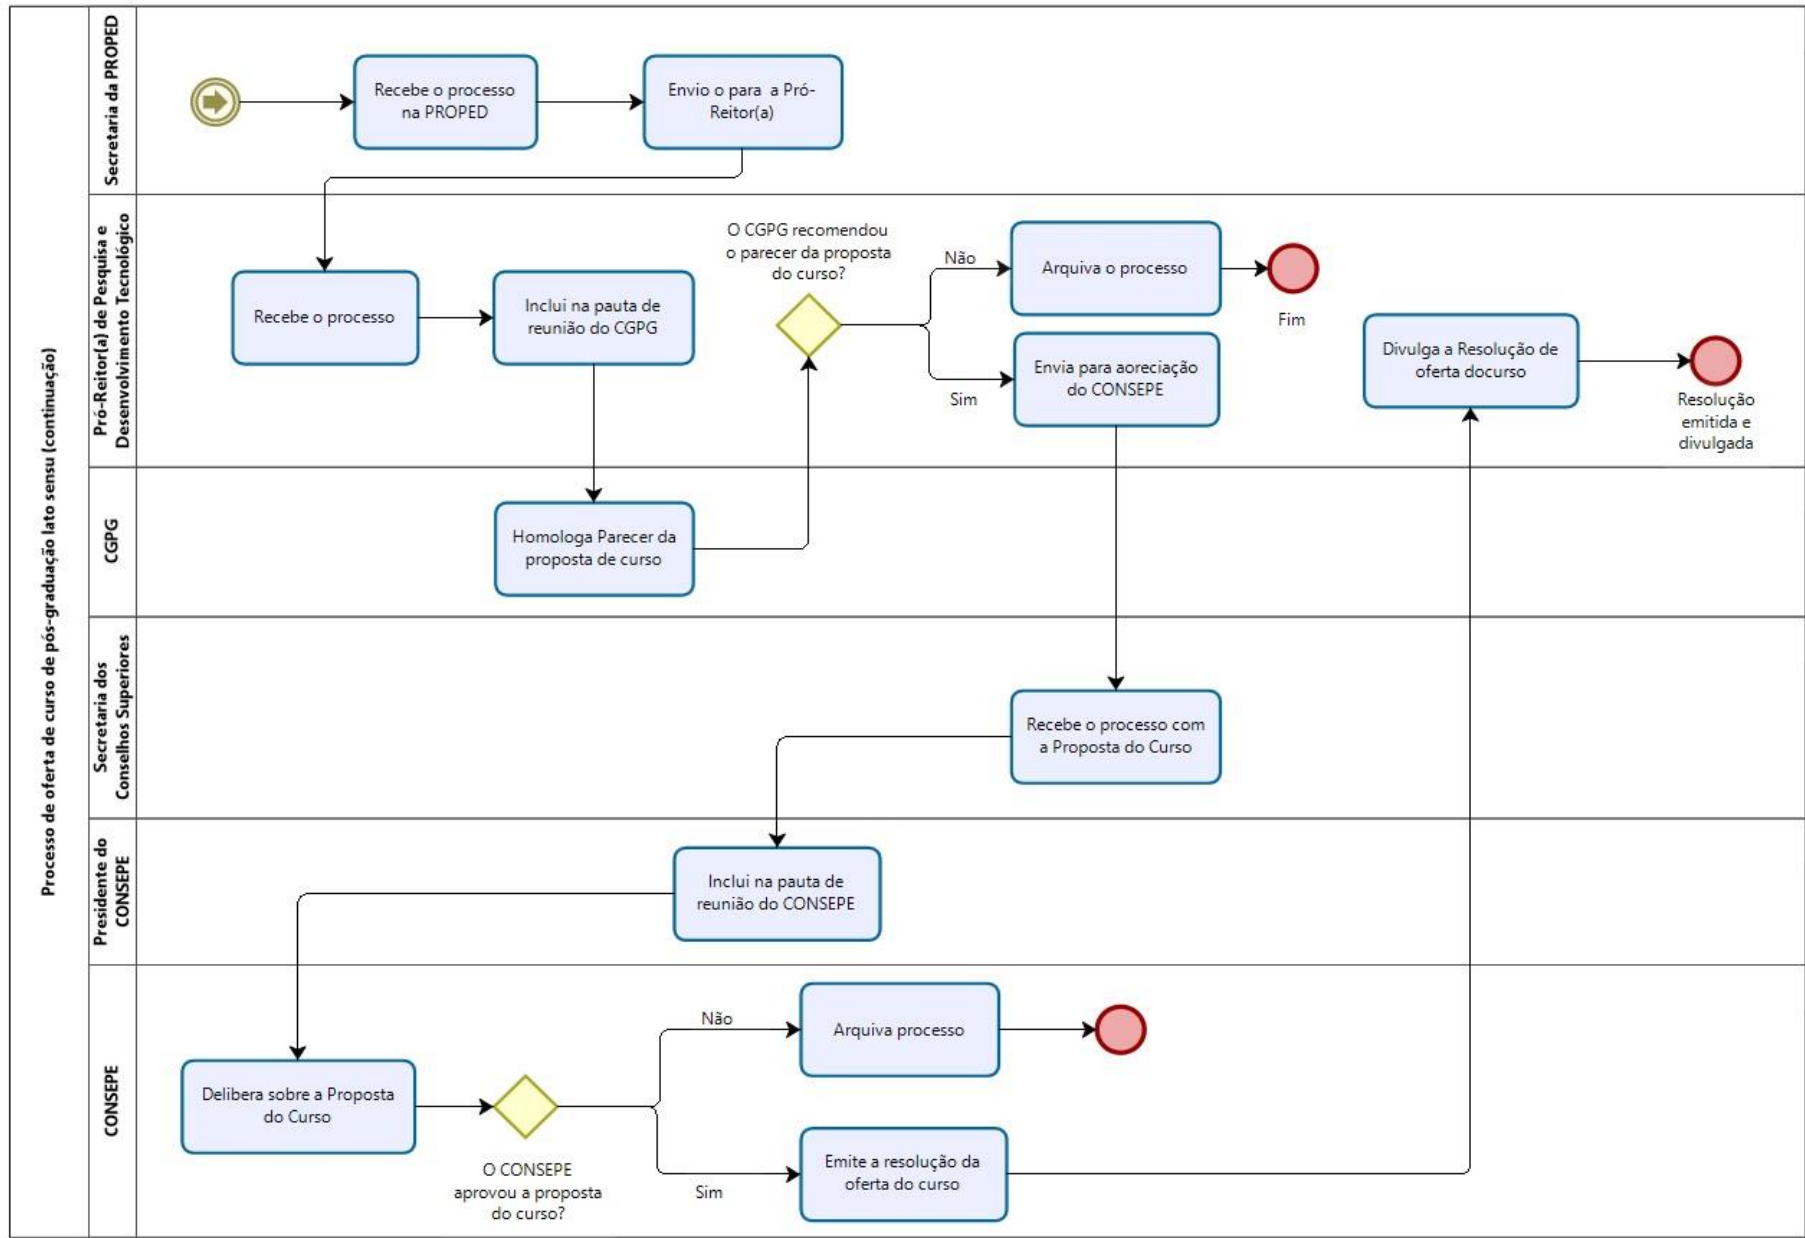 Processo de oferta de curso de pós-graduação lato sensu (continuação)
Secretaria da PROPED
Recebe o processo
na PROPED
Envio o para  a Pró-
Reitor(a)
Pró-Reitor(a) de Pesquisa e
Desenvolvimento Tecnológico
Recebe o processo
Inclui na pauta de
reunião do CGPG
O CGPG recomendou
o parecer da proposta
do curso?
Não
Arquiva o processo
Fim
Sim
Envia para aoreciação
do CONSEPE
Divulga a Resolução de
oferta docurso
Resolução
emitida e
divulgada
CGPG
Homologa Parecer da
proposta de curso
Secretaria dos
Conselhos Superiores
Recebe o processo com
a Proposta do Curso
Presidente do
CONSEPE
Inclui na pauta de
reunião do CONSEPE
CONSEPE
Delibera sobre a Proposta
do Curso
O CONSEPE
aprovou a proposta
do curso?
Não
Arquiva processo
Sim
Emite a resolução da
oferta do curso